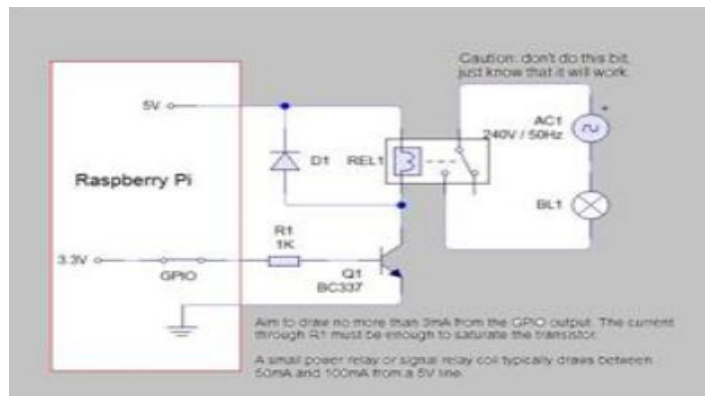 Caution: don't do this bit,
just know that it will work.
5V
AC1
240V / 50Hz
D1
REL1
Raspberry Pi
BL1
R1
1K
3.3V
GPIO
Q1
BC337
Aim to draw no more than 3mA from the GPIO output. The current
through R1 must be enough to saturate the transistor.
A small power relay or signal relay coil typically draws between
50mA and 100mA from a 5V line.